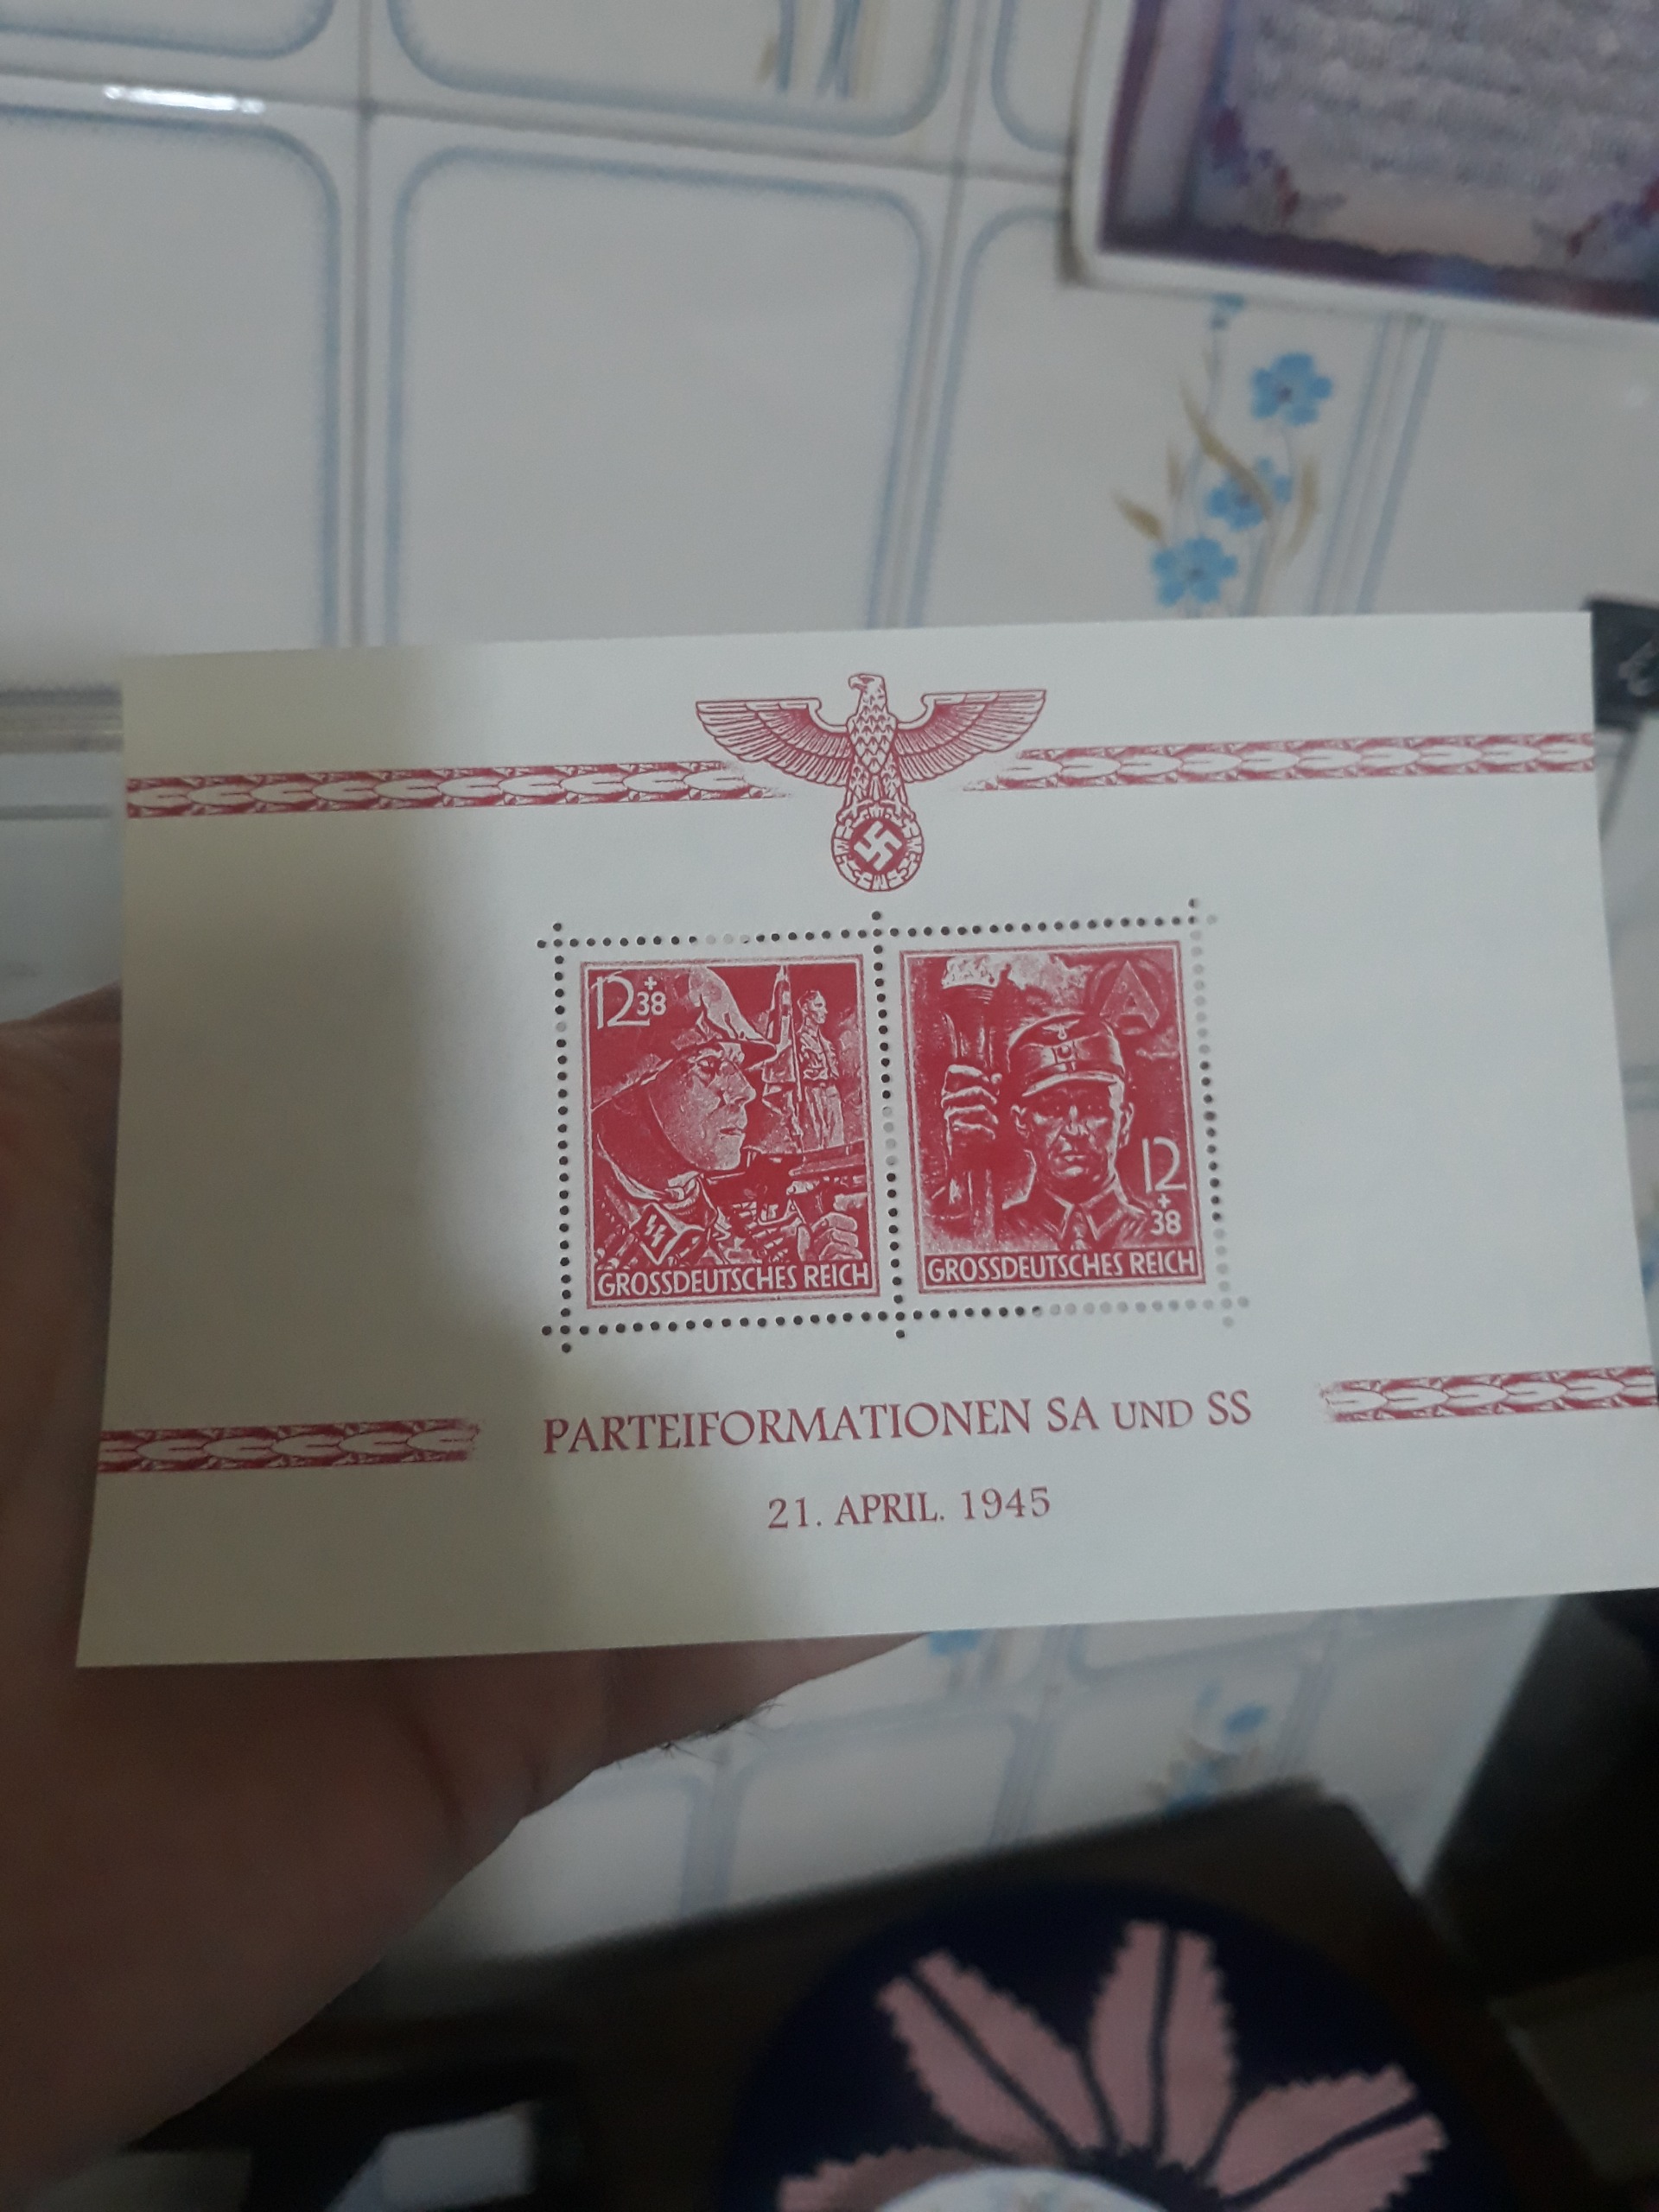 12+38
GROSSDEUTSCHES REICH
12+38
GROSSDEUTSCHES REICH
PARTEIFORMATIONEN SA UND SS
21. APRIL. 1945